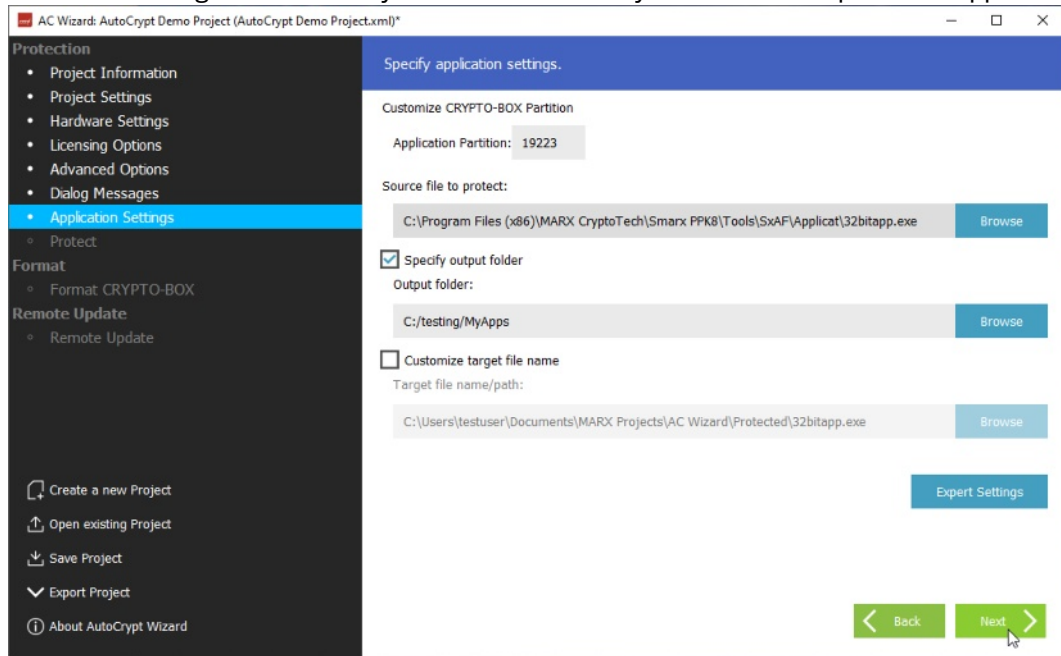 AC Wizard: AutoCrypt Demo Project (AutoCrypt Demo Project.xml)*
Protection
• Project Information
• Project Settings
• Hardware Settings
• Licensing Options
• Advanced Options
• Dialog Messages
• Application Settings
◦ Protect
Format
◦ Format CRYPTO-BOX
Remote Update
◦ Remote Update
Create a new Project
Open existing Project
Save Project
Export Project
About AutoCrypt Wizard
Specify application settings.
Customize CRYPTO-BOX Partition
Application Partition: 19223
Source file to protect:
C:\Program Files (x86)\MARX CryptoTech\Smarx PPK8\Tools\SxAF\Applicat\32bitapp.exe Browse
Specify output folder
Output folder:
C:/testing/MyApps Browse
Customize target file name
Target file name/path:
C:\Users\testuser\Documents\MARX Projects\AC Wizard\Protected\32bitapp.exe Browse
Expert Settings
Back Next